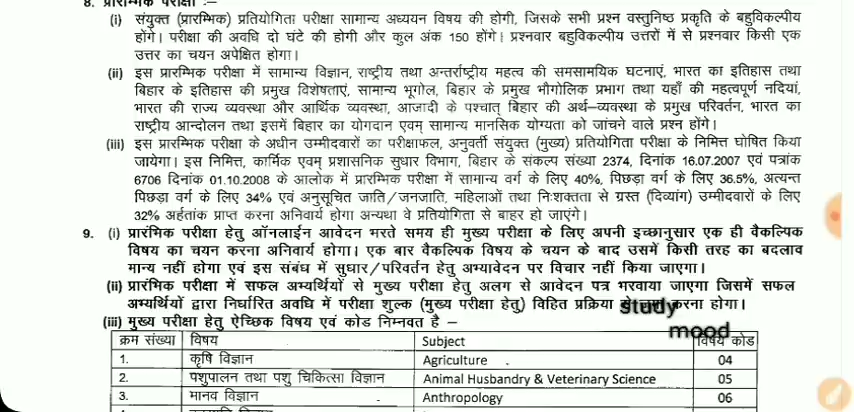 8. प्रारम्भिक परीक्षा :—
(i) संयुक्त (प्रारम्भिक) प्रतियोगिता परीक्षा सामान्य अध्ययन विषय की होगी, जिसके सभी प्रश्न वस्तुनिष्ठ प्रकृति के बहुविकल्पीय
होंगे। परीक्षा की अवधि दो घंटे की होगी और कुल अंक 150 होंगे। प्रश्नवार बहुविकल्पीय उत्तरों में से प्रश्नवार किसी एक
उत्तर का चयन अपेक्षित होगा।
(ii) इस प्रारम्भिक परीक्षा में सामान्य विज्ञान, राष्ट्रीय तथा अन्तर्राष्ट्रीय महत्व की समसामयिक घटनाएं, भारत का इतिहास तथा
बिहार के इतिहास की प्रमुख विशेषताएं, सामान्य भूगोल, बिहार के प्रमुख भौगोलिक प्रभाग तथा यहाँ की महत्वपूर्ण नदियां,
भारत की राज्य व्यवस्था और आर्थिक व्यवस्था, आजादी के पश्चात् बिहार की अर्थ–व्यवस्था के प्रमुख परिवर्तन, भारत का
राष्ट्रीय आन्दोलन तथा इसमें बिहार का योगदान एवम् सामान्य मानसिक योग्यता को जांचने वाले प्रश्न होंगे।
(iii) इस प्रारम्भिक परीक्षा के अधीन उम्मीदवारों का परीक्षाफल, अनुवर्ती संयुक्त (मुख्य) प्रतियोगिता परीक्षा के निमित्त घोषित किया
जायेगा। इस निमित्त, कार्मिक एवम् प्रशासनिक सुधार विभाग, बिहार के संकल्प संख्या 2374, दिनांक 16.07.2007 एवं पत्रांक
6706 दिनांक 01.10.2008 के आलोक में प्रारम्भिक परीक्षा में सामान्य वर्ग के लिए 40%, पिछड़ा वर्ग के लिए 36.5%, अत्यन्त
पिछड़ा वर्ग के लिए 34% एवं अनुसूचित जाति/जनजाति, महिलाओं तथा निःशक्तता से ग्रस्त (दिव्यांग) उम्मीदवारों के लिए
32% अर्हतांक प्राप्त करना अनिवार्य होगा अन्यथा वे प्रतियोगिता से बाहर हो जाएंगे।
9. (i) प्रारंमिक परीक्षा हेतु ऑनलाईन आवेदन भरते समय ही मुख्य परीक्षा के लिए अपनी इच्छानुसार एक ही वैकल्पिक
विषय का चयन करना अनिवार्य होगा। एक बार वैकल्पिक विषय के चयन के बाद उसमें किसी तरह का बदलाव
मान्य नहीं होगा एवं इस संबंध में सुधार/परिवर्तन हेतु अभ्यावेदन पर विचार नहीं किया जाएगा।
(ii) प्रारंमिक परीक्षा में सफल अभ्यर्थियों से मुख्य परीक्षा हेतु अलग से आवेदन पत्र भरवाया जाएगा जिसमें सफल
अभ्यर्थियों द्वारा निर्धारित अवधि में परीक्षा शुल्क (मुख्य परीक्षा हेतु) विहित प्रक्रिया करना होगा।
study
mood
(iii) मुख्य परीक्षा हेतु ऐच्छिक विषय एवं कोड निम्नवत है –
क्रम संख्या विषय Subject विषय कोड
1. कृषि विज्ञान Agriculture 04
2. पशुपालन तथा पशु चिकित्सा विज्ञान Animal Husbandry & Veterinary Science 05
3. मानव विज्ञान Anthropology 06